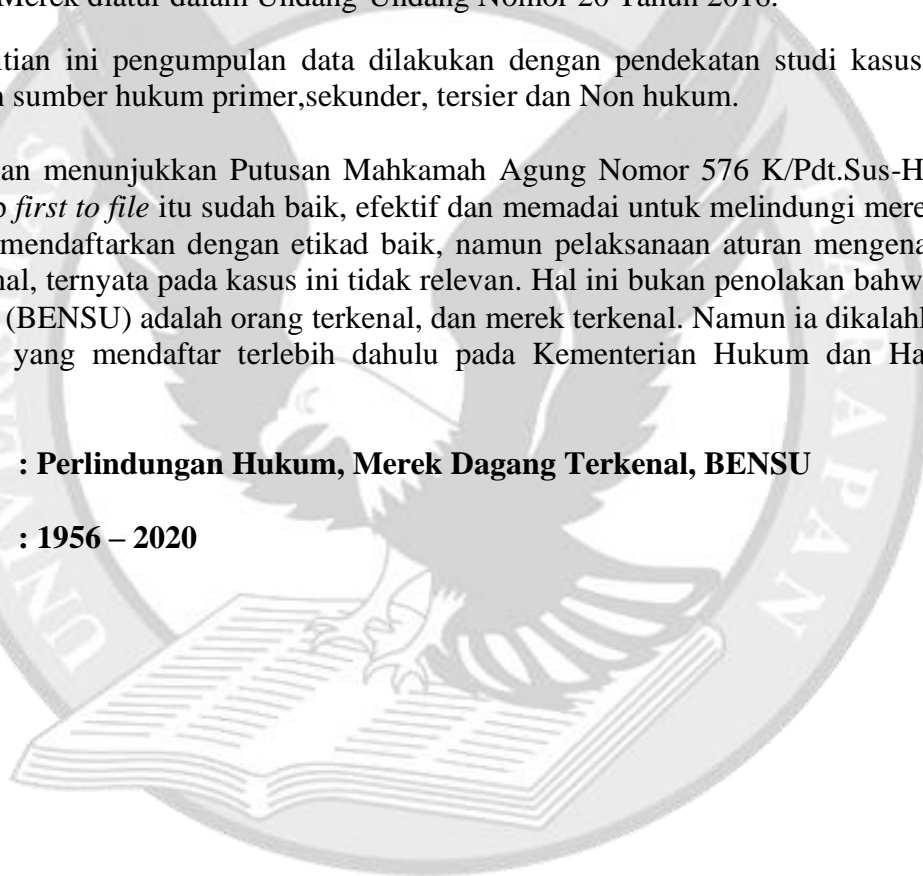 Merek diatur dalam Undang-Undang Nomor 20 Tahun 2016.
ini pengumpulan data dilakukan dengan pendekatan studi kasus
sumber hukum primer,sekunder, tersier dan Non hukum.
menunjukkan Putusan Mahkamah Agung Nomor 576 K/Pdt.Sus-H
first to file itu sudah baik, efektif dan memadai untuk melindungi mere
mendaftarkan dengan etikad baik, namun pelaksanaan aturan mengena
ternyata pada kasus ini tidak relevan. Hal ini bukan penolakan bahw
(BENSU) adalah orang terkenal, dan merek terkenal. Namun ia dikalah
yang mendaftar terlebih dahulu pada Kementerian Hukum dan Ha
: Perlindungan Hukum, Merek Dagang Terkenal, BENSU
: 1956 – 2020